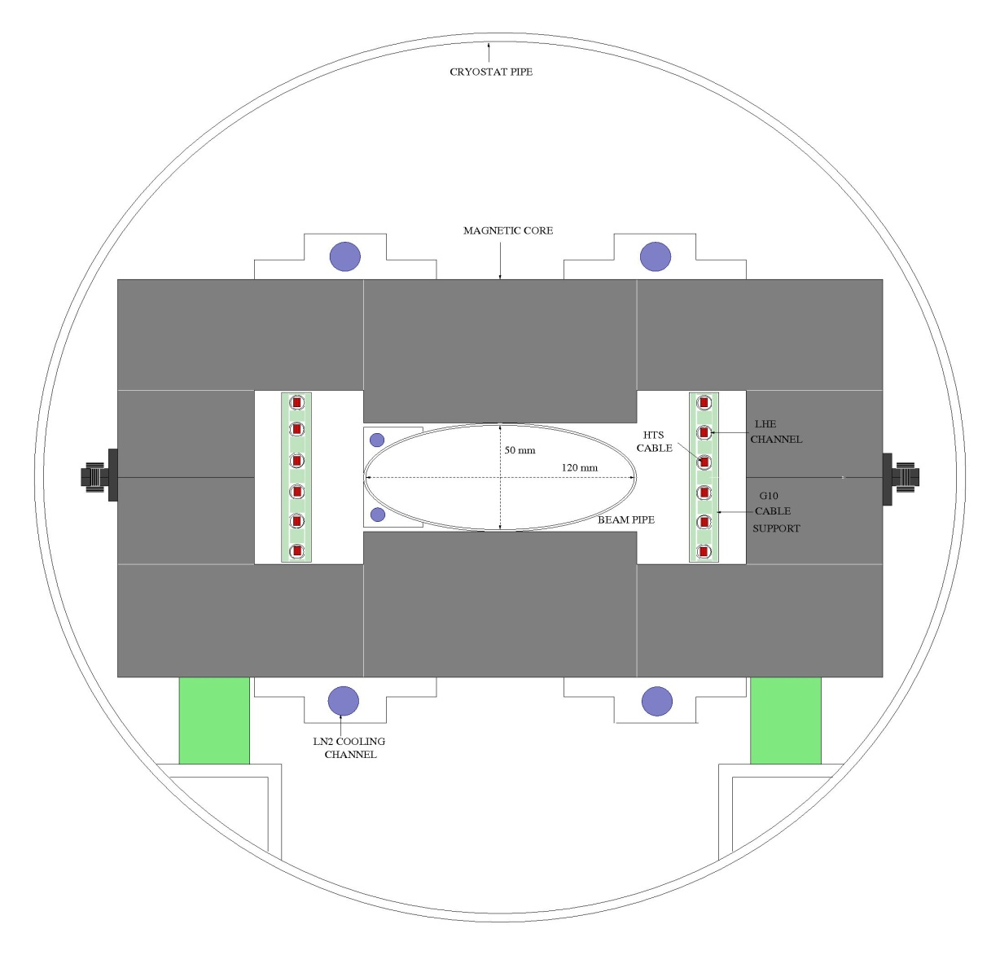 CRYOSTAT PIPE
MAGNETIC CORE
HTS
CABLE
LHE
CHANNEL
50 mm
120 mm
G10
CABLE
SUPPORT
BEAM PIPE
LN2 COOLING
CHANNEL